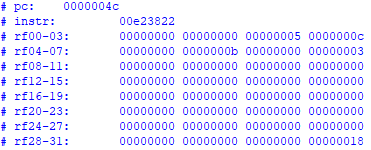 # pc:    0000004c
# instr:        00e23822
# rf00-03:      00000000 00000000 00000005 0000000c
# rf04-07:      00000000 0000000b 00000000 00000003
# rf08-11:      00000000 00000000 00000000 00000000
# rf12-15:      00000000 00000000 00000000 00000000
# rf16-19:      00000000 00000000 00000000 00000000
# rf20-23:      00000000 00000000 00000000 00000000
# rf24-27:      00000000 00000000 00000000 00000000
# rf28-31:      00000000 00000000 00000000 00000018